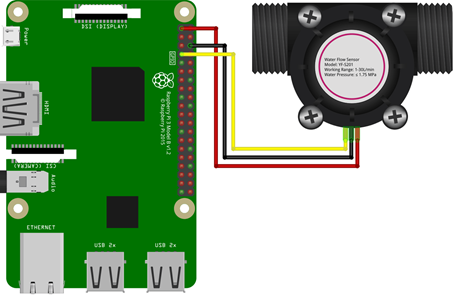 DSI (DISPLAY)
Power
HDMI
GPIO
Raspberry Pi 3 Model B v1.2
© Raspberry Pi 2015
CSI (CAMERA)
Audio
ETHERNET
USB 2x
USB 2x
Water Flow Sensor
Model: YF-S201
Working Range: 1-30L/min
Water Pressure: ≤ 1.75 MPa